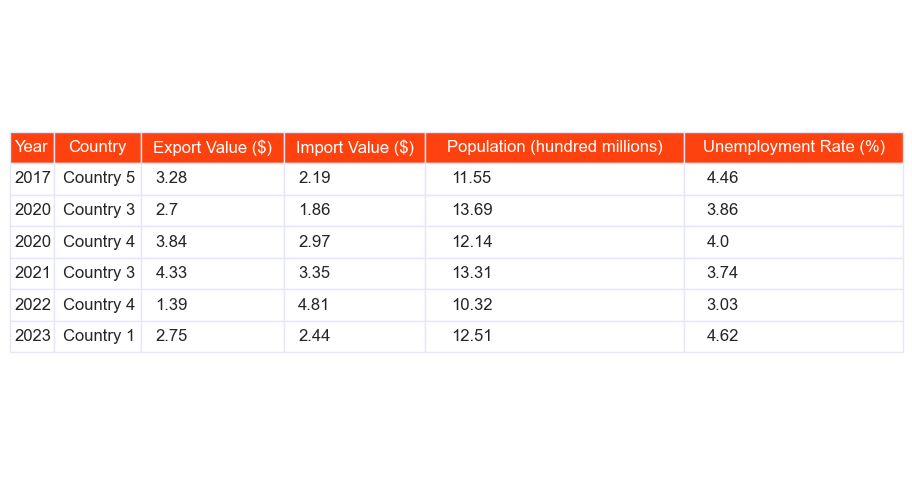 Year Country Export Value ($) Import Value ($) Population (hundred millions) Unemployment Rate (%)
2017 Country 5 3.28 2.19 11.55 4.46
2020 Country 3 2.7 1.86 13.69 3.86
2020 Country 4 3.84 2.97 12.14 4.0
2021 Country 3 4.33 3.35 13.31 3.74
2022 Country 4 1.39 4.81 10.32 3.03
2023 Country 1 2.75 2.44 12.51 4.62